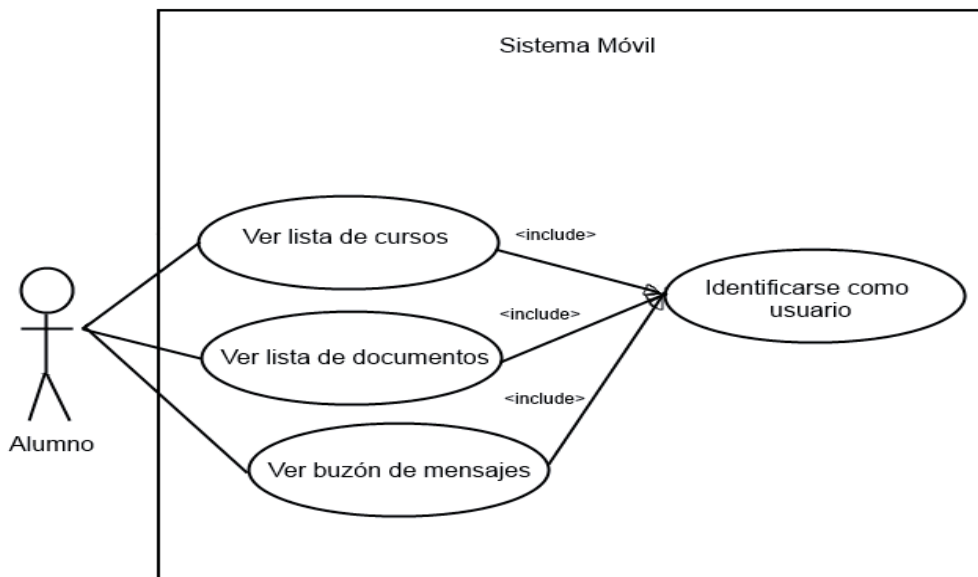 Sistema Móvil
Ver lista de cursos
<include>
Identificarse como
usuario
<include>
Ver lista de documentos
<include>
Ver buzón de mensajes
Alumno